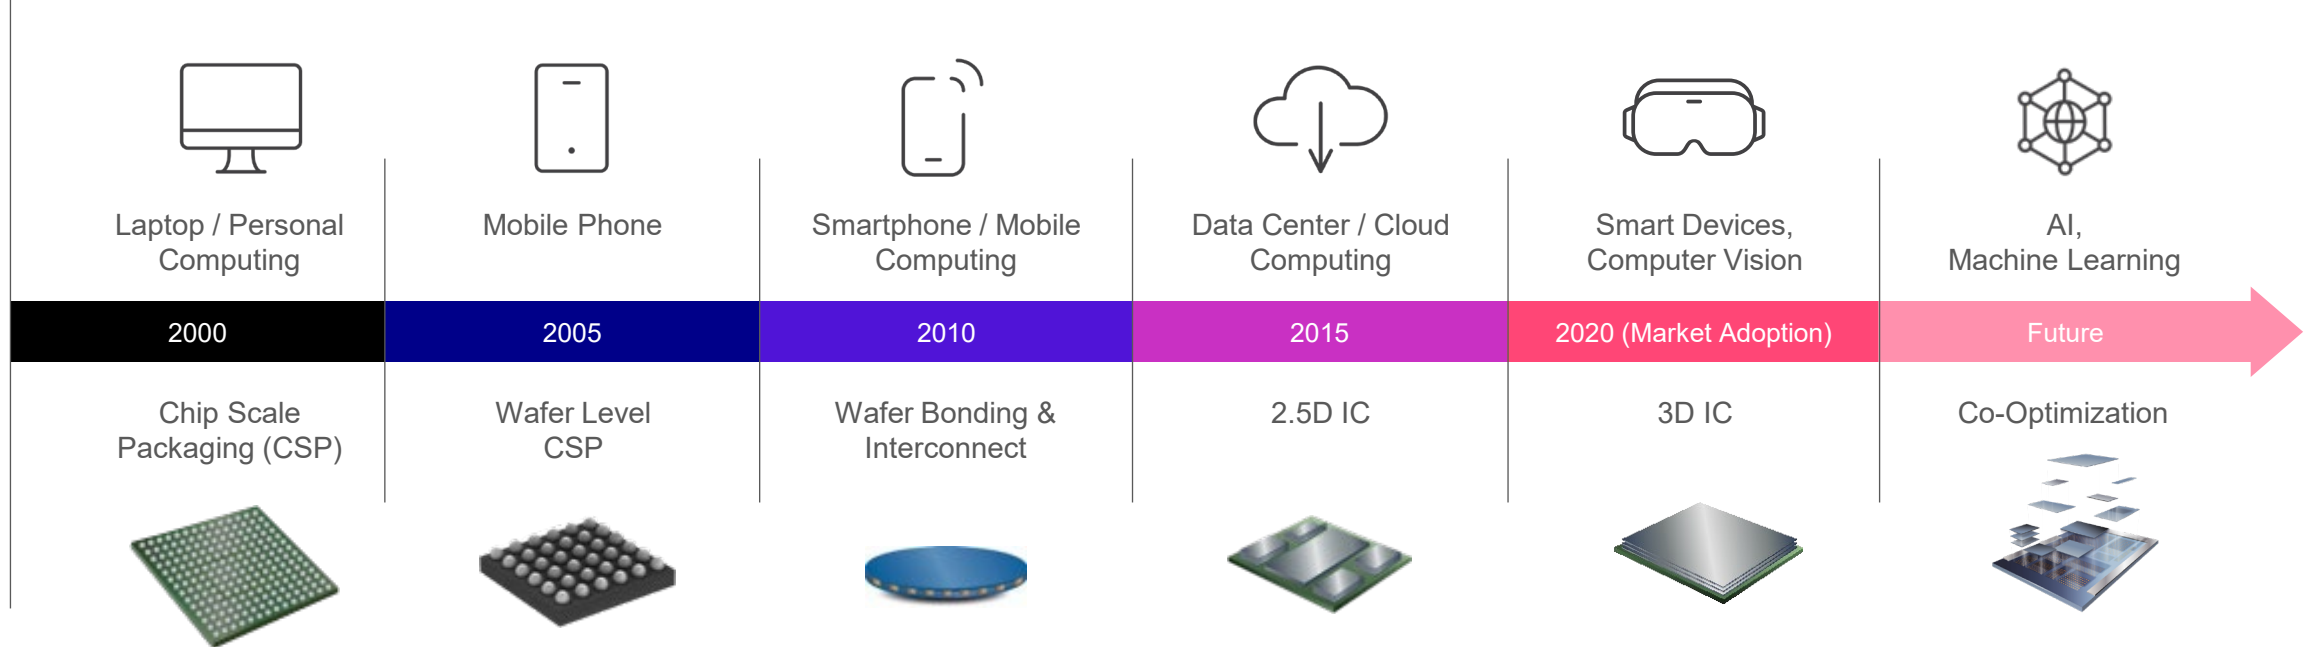 Laptop / Personal
Computing
Mobile Phone
Smartphone / Mobile
Computing
Data Center / Cloud
Computing
Smart Devices,
Computer Vision
AI,
Machine Learning
2000
2005
2010
2015
2020 (Market Adoption)
Future
Chip Scale
Packaging (CSP)
Wafer Level
CSP
Wafer Bonding &
Interconnect
2.5D IC
3D IC
Co-Optimization